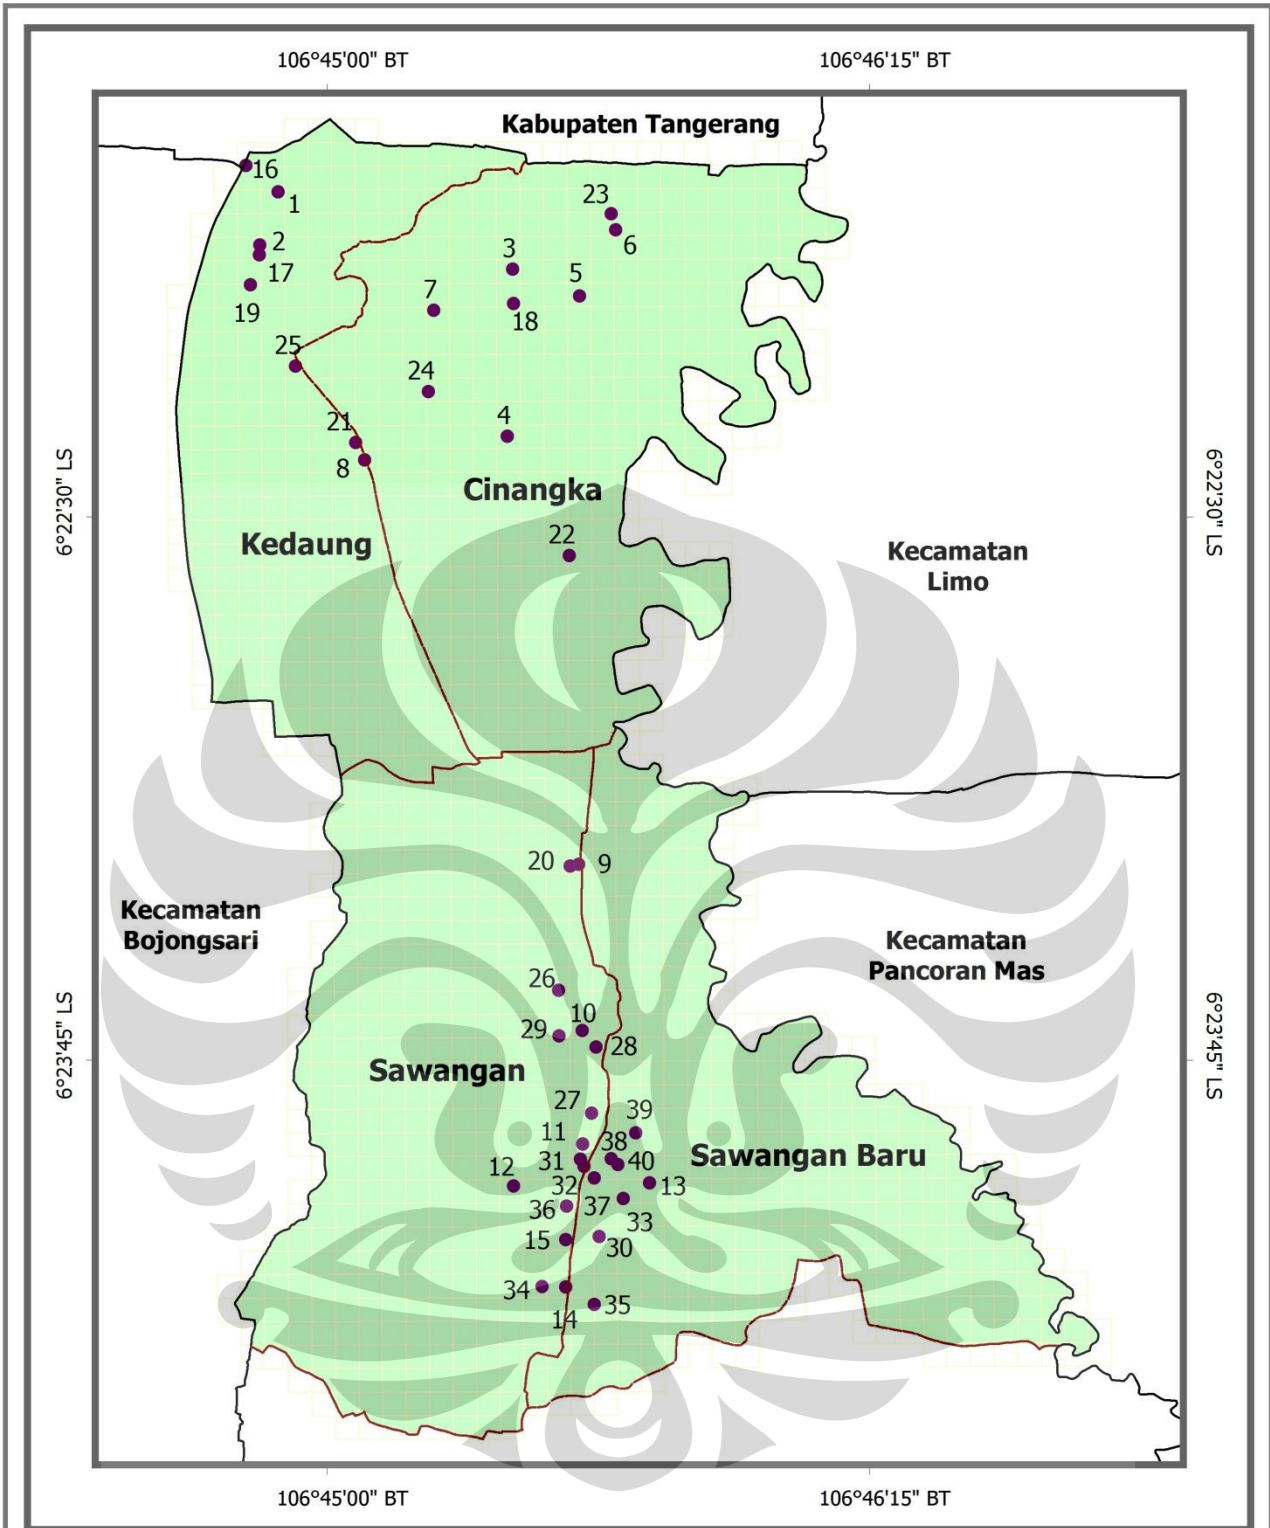 106°45'00" BT
106°46'15" BT
Kabupaten Tangerang
16
1
23
6
2
17
3
5
19
7
18
25
24
21
4
8
6°22'30" LS
6°22'30" LS
Cinangka
Kedaung
22
Kecamatan
Limo
20
9
Kecamatan
Bojongsari
Kecamatan
Pancoran Mas
26
10
29
28
6°23'45" LS
6°23'45" LS
Sawangan
27
39
11
38
31
40
Sawangan Baru
12
32
13
36
37
33
15
30
34
14
35
106°45'00" BT
106°46'15" BT